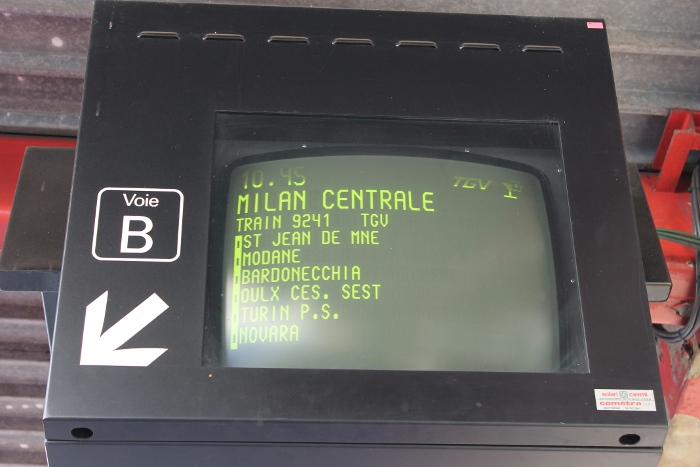 Voie
B
10.45 TGV
MILAN CENTRALE
TRAIN 9241 TGV
ST JEAN DE MNE
MODANE
BARDONECCHIA
OULX CES. SEST
TURIN P.S.
NOVARA
cométra